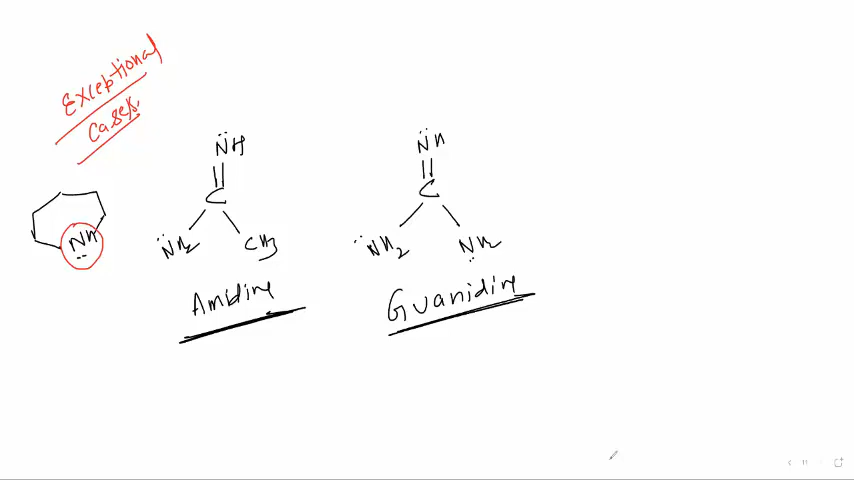 Exceptional
Cases.
NH
NH
C
NH2
CH3
Amidine
NH
C
NH2
NH2
Guanidine